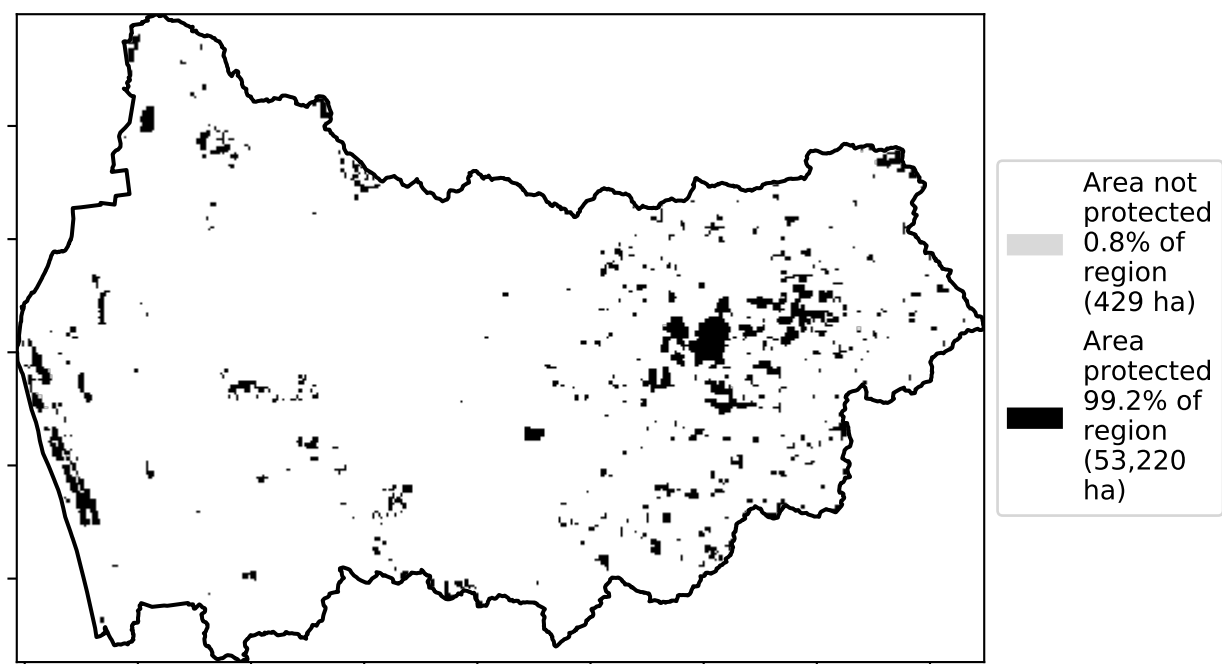 Area not
protected
0.8% of
region
(429 ha)
Area
protected
99.2% of
region
(53,220
ha)